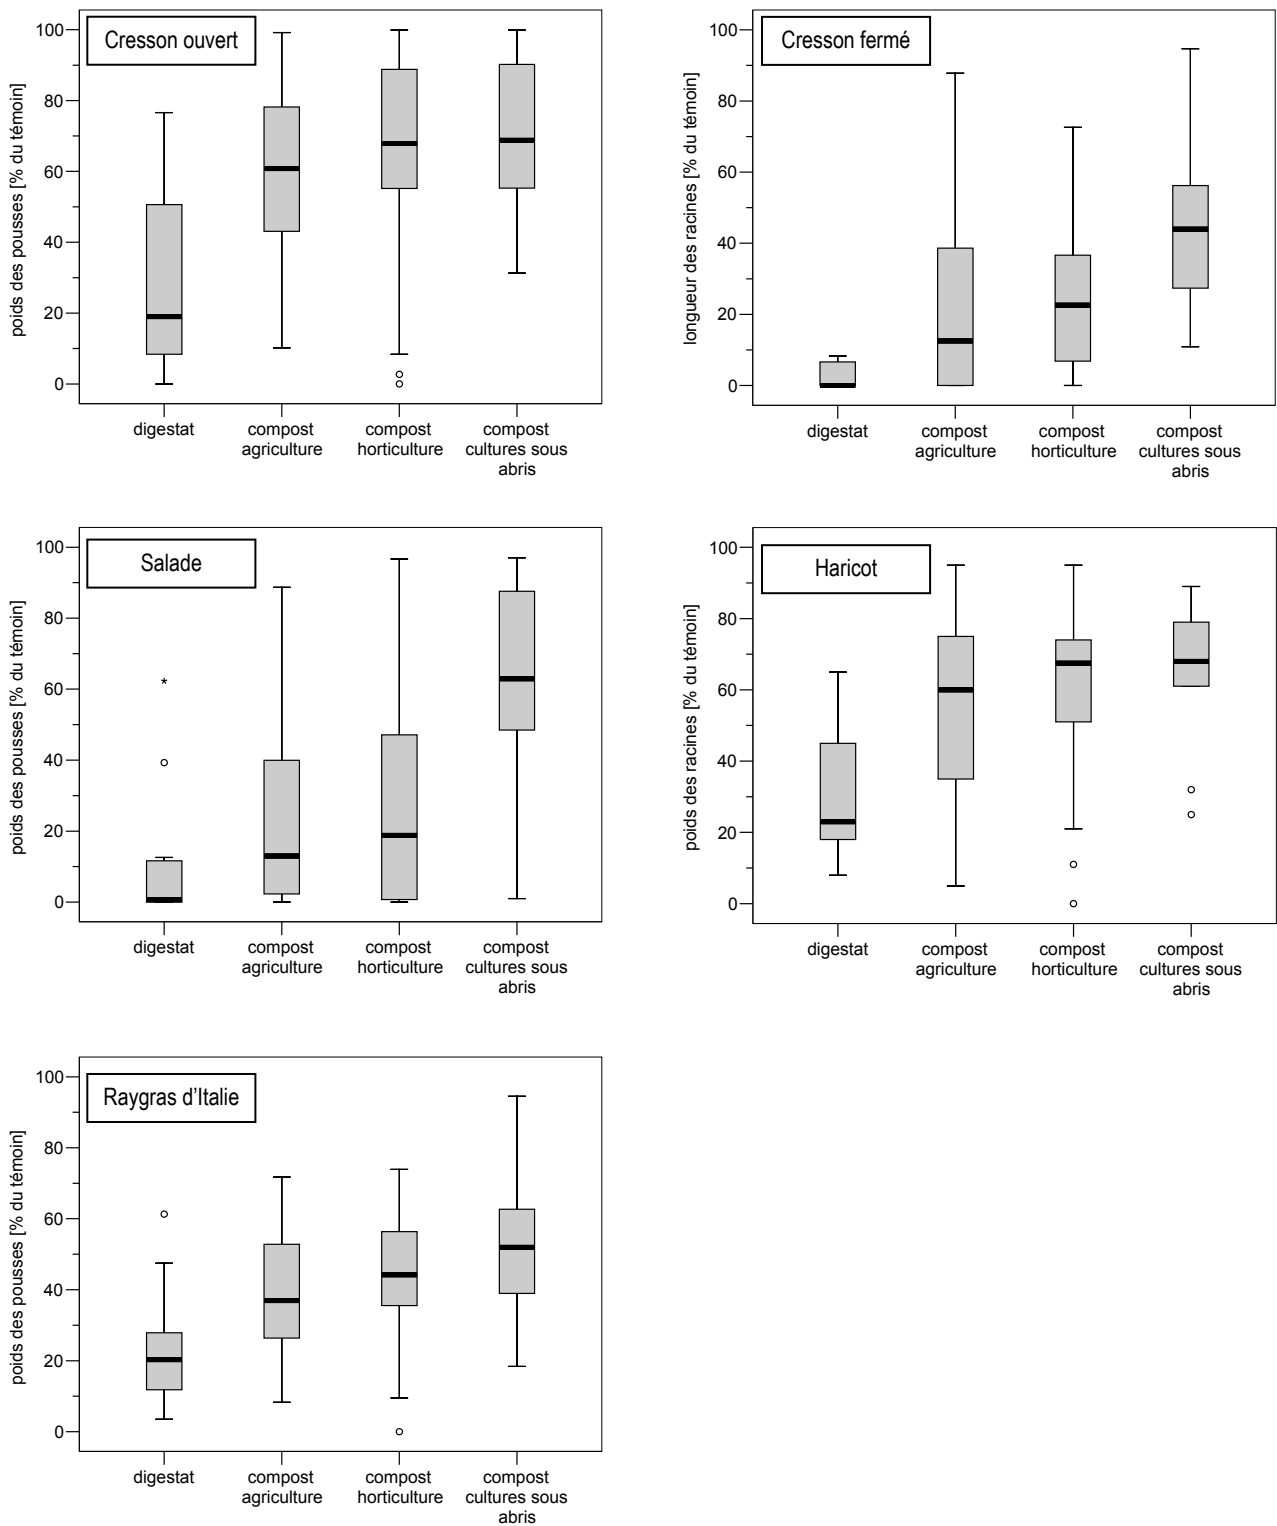 Cresson ouvert
poids des pousses [% du témoin]
100
80
60
40
20
0
digestat
compost
agriculture
compost
horticulture
compost
cultures sous
abris
Cresson fermé
longueur des racines [% du témoin]
100
80
60
40
20
0
digestat
compost
agriculture
compost
horticulture
compost
cultures sous
abris
Salade
poids des pousses [% du témoin]
100
80
60
40
20
0
digestat
compost
agriculture
compost
horticulture
compost
cultures sous
abris
Haricot
poids des racines [% du témoin]
100
80
60
40
20
0
digestat
compost
agriculture
compost
horticulture
compost
cultures sous
abris
Raygras d'Italie
poids des pousses [% du témoin]
100
80
60
40
20
0
digestat
compost
agriculture
compost
horticulture
compost
cultures sous
abris